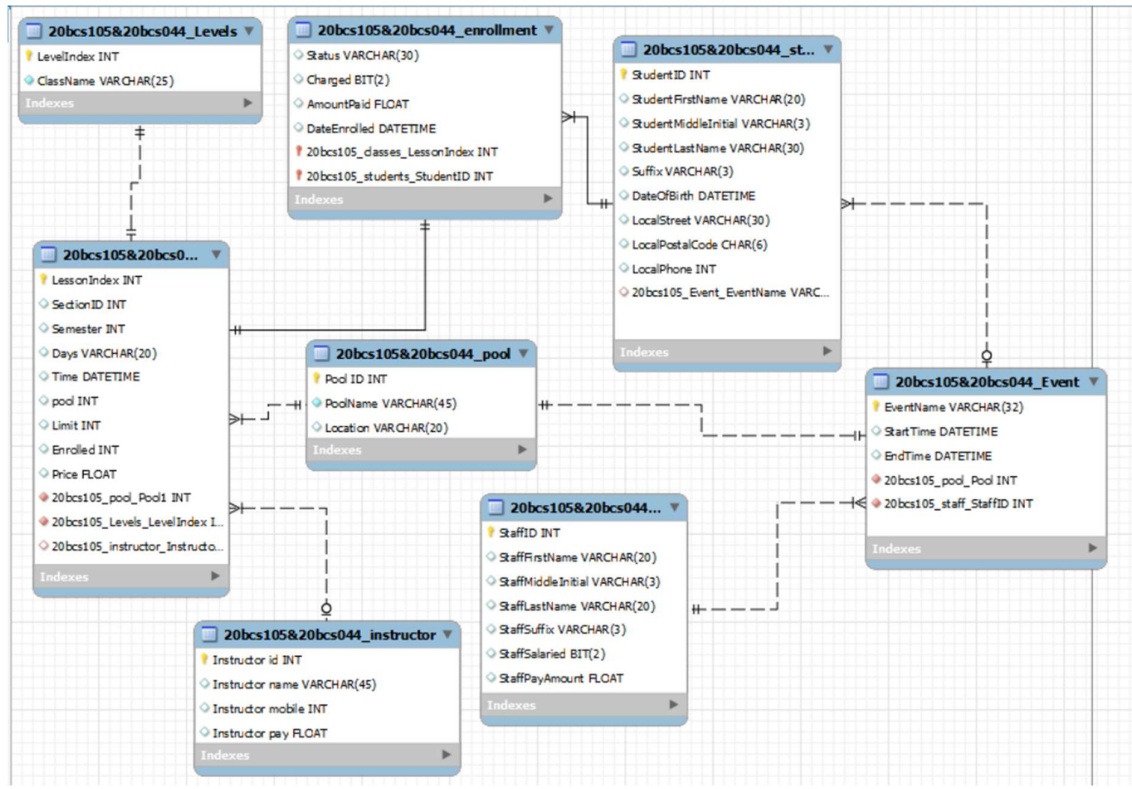 20bcs105&20bcs044_Levels
LevelIndex INT
ClassName VARCHAR(25)
Indexes
20bcs105&20bcs044_enrollment
Status VARCHAR(30)
Charged BIT(2)
AmountPaid FLOAT
DateEnrolled DATETIME
20bcs105_classes_LessonIndex INT
20bcs105_students_StudentID INT
Indexes
20bcs105&20bcs044_st...
StudentID INT
StudentFirstName VARCHAR(20)
StudentMiddleInitial VARCHAR(3)
StudentLastName VARCHAR(30)
Suffix VARCHAR(3)
DateOfBirth DATETIME
LocalStreet VARCHAR(30)
LocalPostalCode CHAR(6)
LocalPhone INT
20bcs105_Event_EventName VARC...
Indexes
20bcs105&20bcs0...
LessonIndex INT
SectionID INT
Semester INT
Days VARCHAR(20)
Time DATETIME
pool INT
Limit INT
Enrolled INT
Price FLOAT
20bcs105_pool_Pool1 INT
20bcs105_Levels_LevelIndex I...
20bcs105_instructor_Instructo...
Indexes
20bcs105&20bcs044_pool
Pool ID INT
PoolName VARCHAR(45)
Location VARCHAR(20)
Indexes
20bcs105&20bcs044_Event
EventName VARCHAR(32)
StartTime DATETIME
EndTime DATETIME
20bcs105_pool_Pool INT
20bcs105_staff_StaffID INT
Indexes
20bcs105&20bcs044...
StaffID INT
StaffFirstName VARCHAR(20)
StaffMiddleInitial VARCHAR(3)
StaffLastName VARCHAR(20)
StaffSuffix VARCHAR(3)
StaffSalaried BIT(2)
StaffPayAmount FLOAT
Indexes
20bcs105&20bcs044_instructor
Instructor id INT
Instructor name VARCHAR(45)
Instructor mobile INT
Instructor pay FLOAT
Indexes